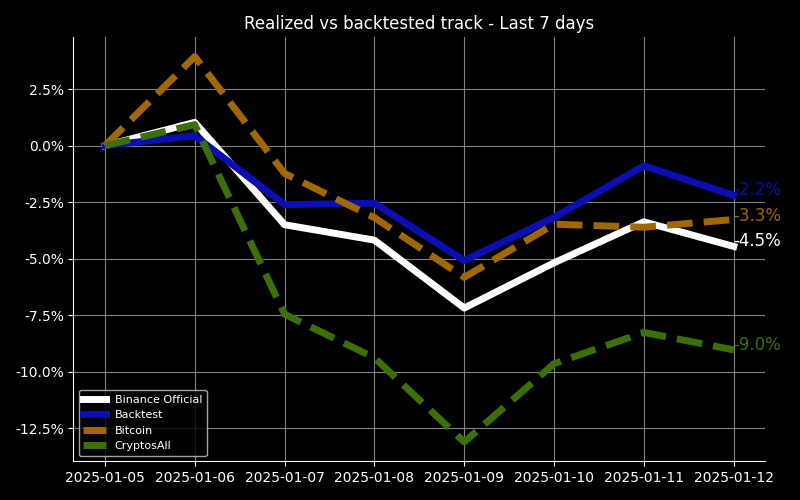 Realized vs backtested track - Last 7 days
2.5%
0.0%
-2.5%
-5.0%
-7.5%
-10.0%
-12.5%
-2.2%
-3.3%
-4.5%
-9.0%
Binance Official
Backtest
Bitcoin
CryptosAll
2025-01-05 2025-01-06 2025-01-07 2025-01-08 2025-01-09 2025-01-10 2025-01-11 2025-01-12